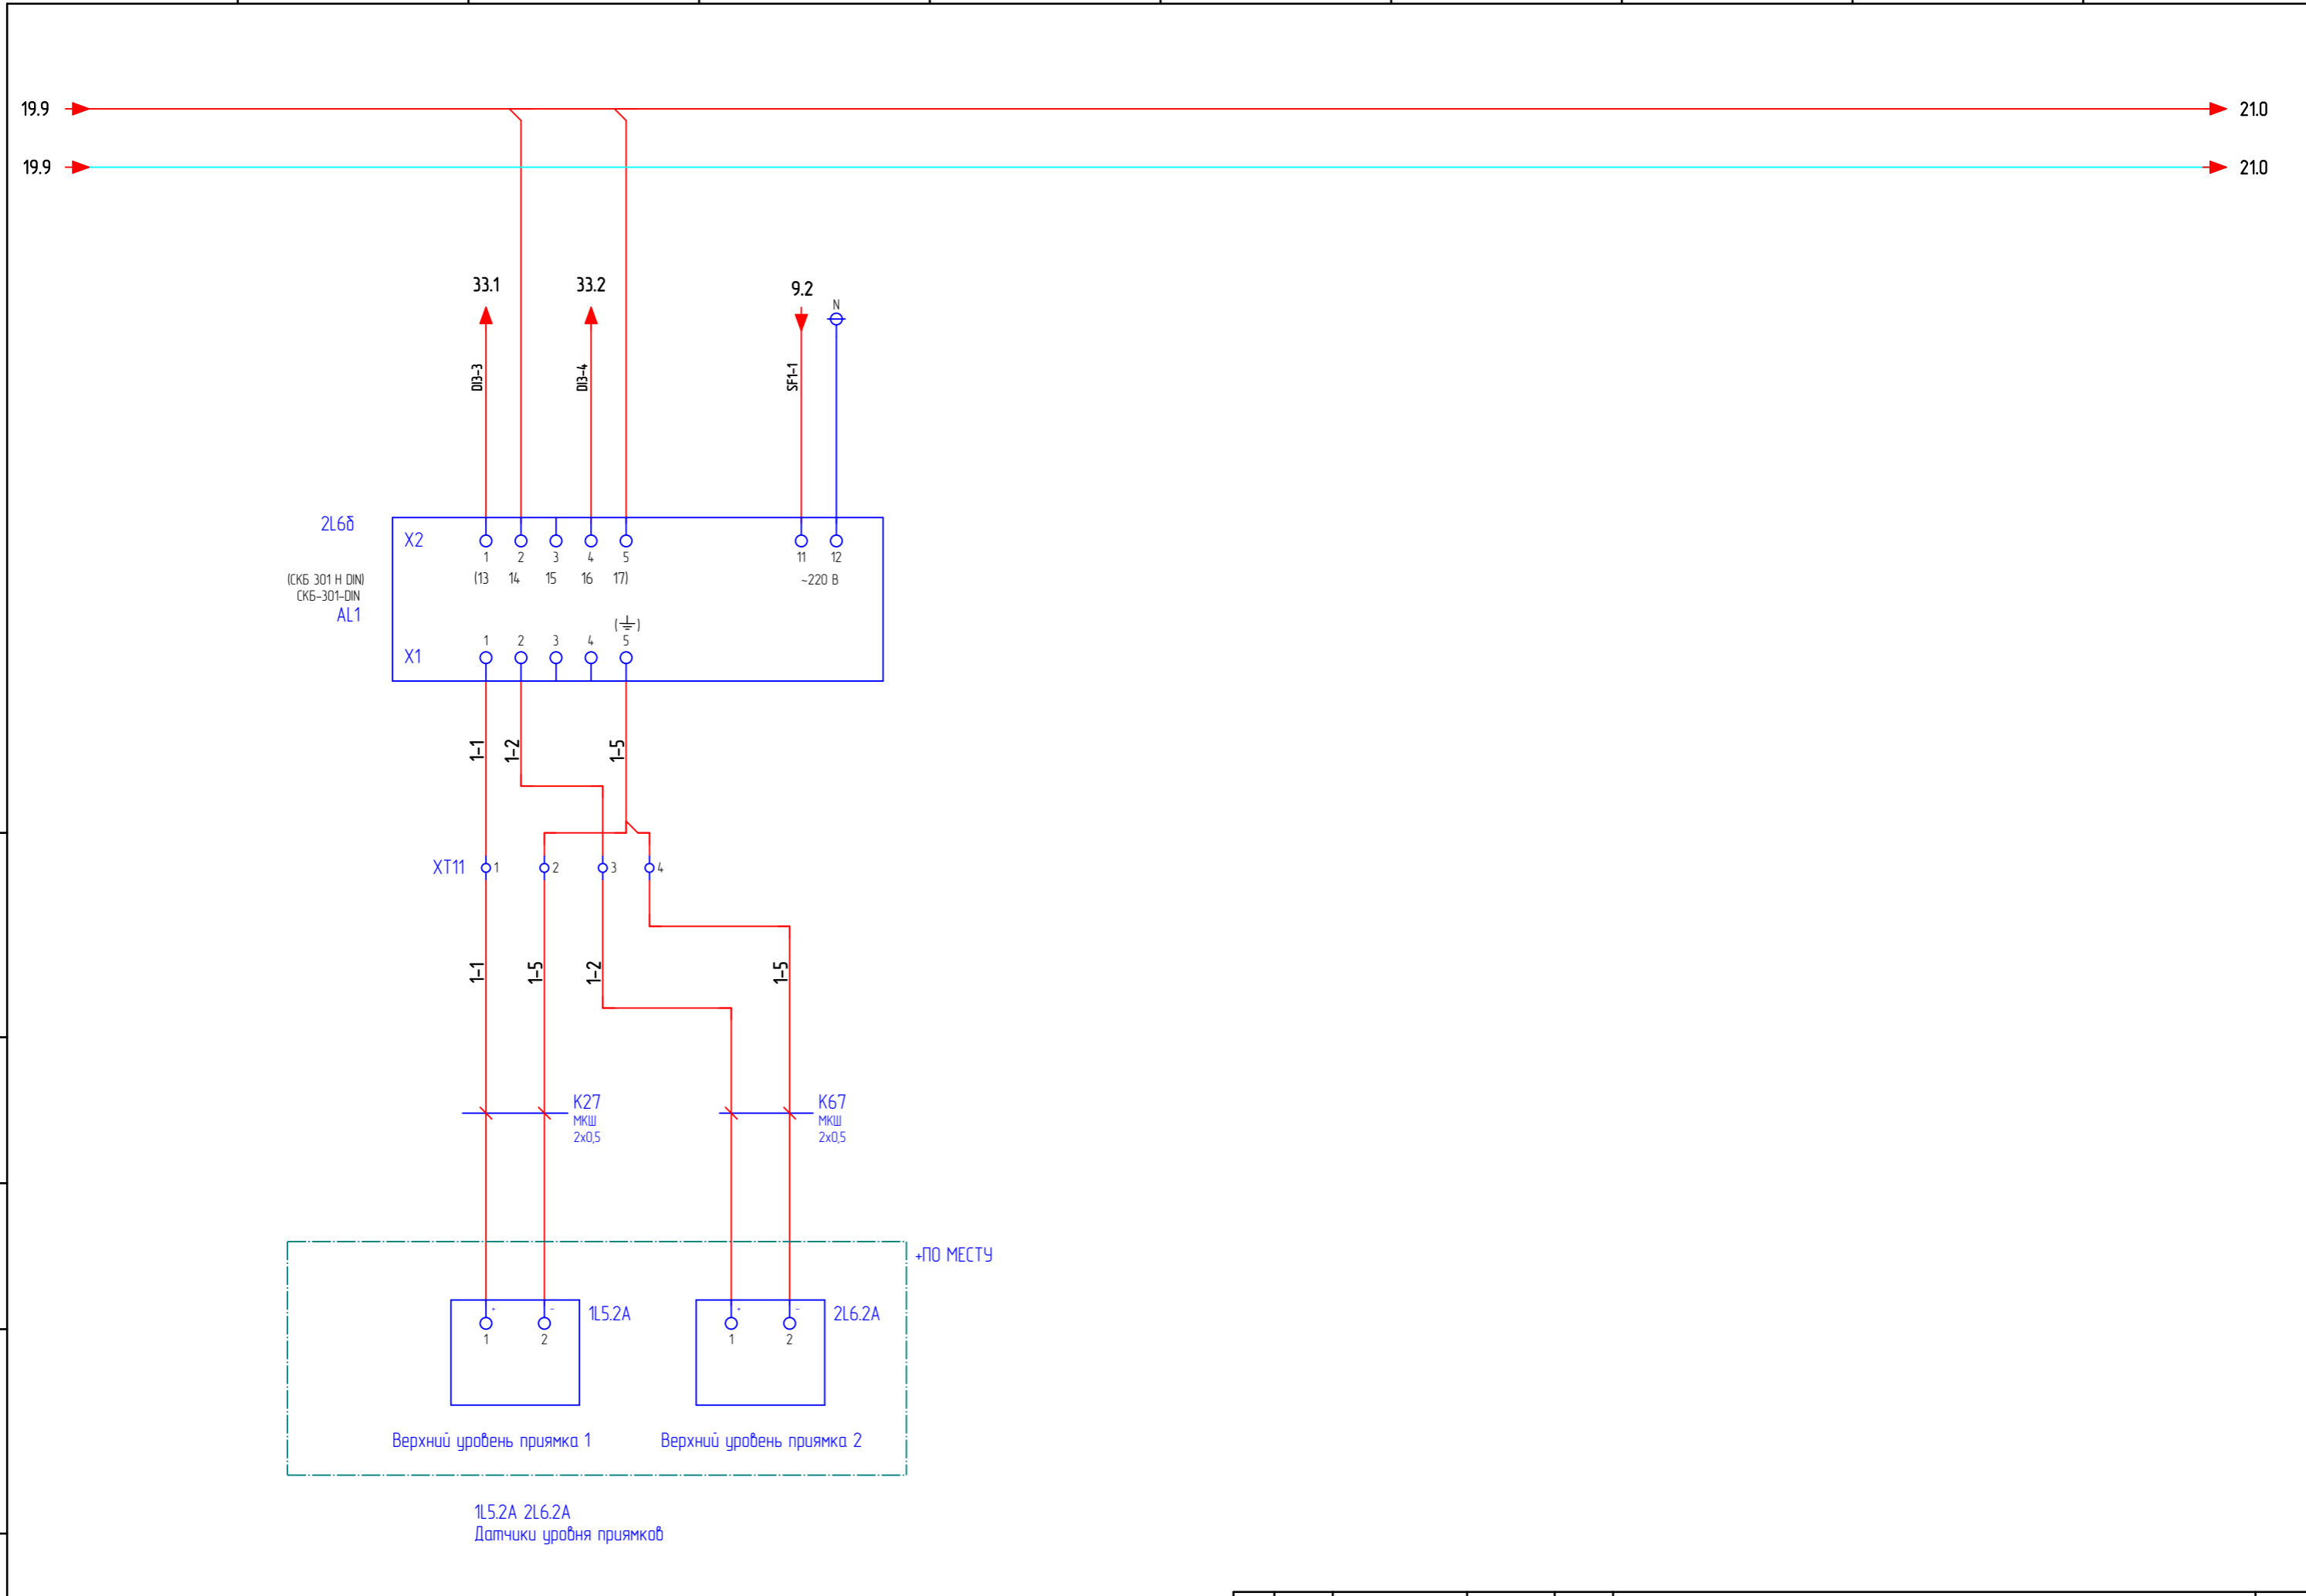 19.9
21.0
19.9
21.0
33.1
33.2
9.2
N
DI3-3
DI3-4
SF1-1
2L6б
X2
1 2 3 4 5 11 12
(СКБ 301 Н DIN)
(13 14 15 16 17)
~220 В
СКБ-301-DIN
AL1
( )
1 2 3 4 5
X1
1-1
1-2
1-5
XT11
1
2
3
4
1-1
1-5
1-2
1-5
К27
МКШ
2x0,5
К67
МКШ
2x0,5
+ПО МЕСТУ
+ -
1 2
1L5.2A
+ -
1 2
2L6.2A
Верхний уровень приямка 1
Верхний уровень приямка 2
1L5.2A 2L6.2A
Датчики уровня приямков